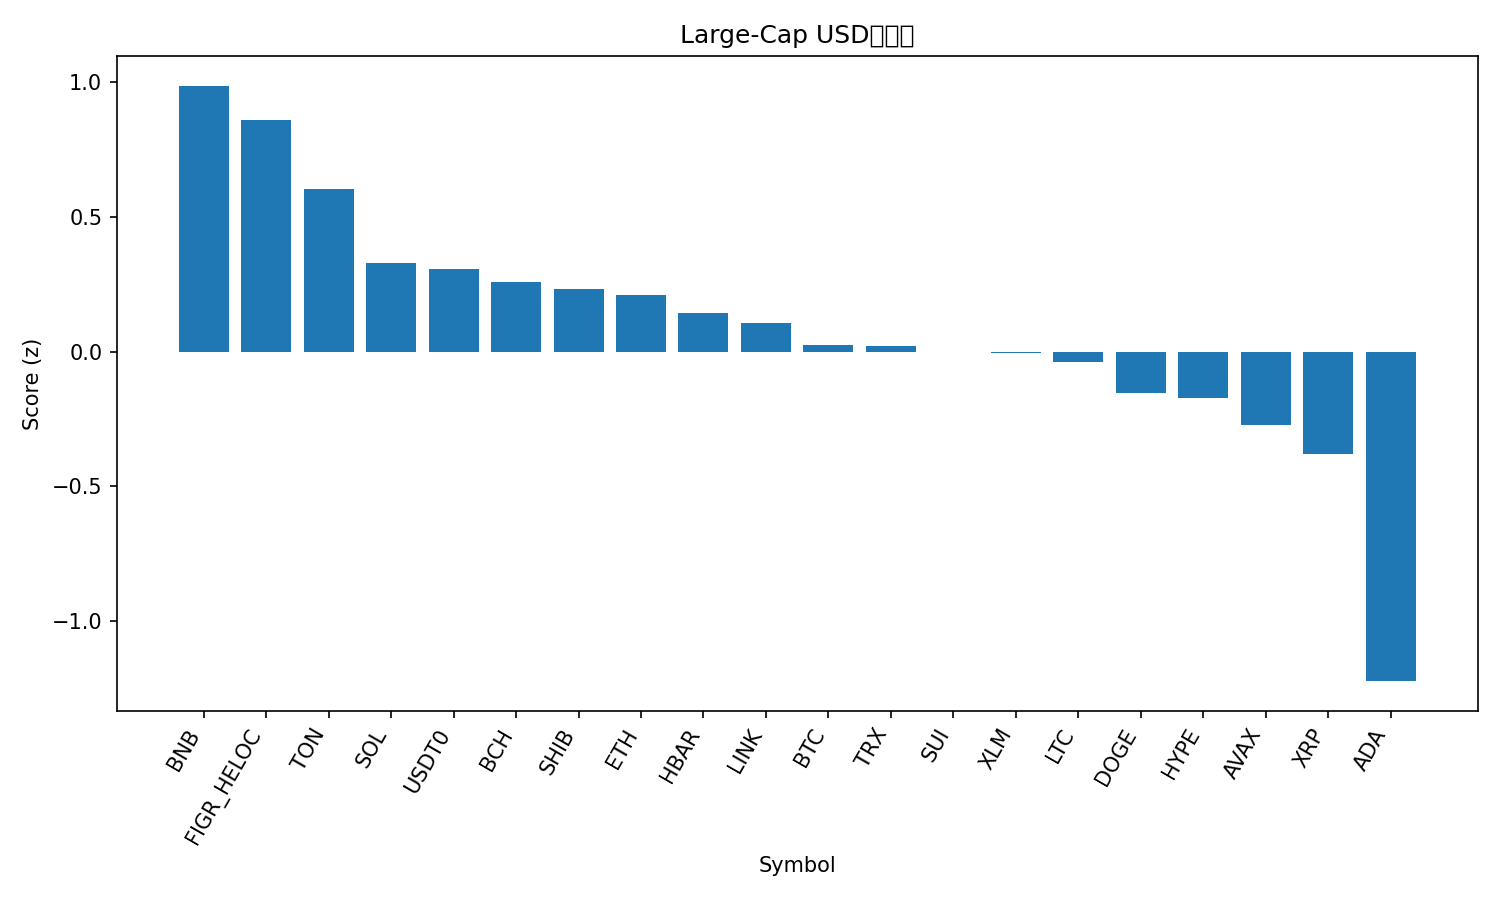 Large-Cap USD
1.0
0.5
0.0
−0.5
−1.0
Score (z)
BNB
FIGR_HELOC
TON
SOL
USDT0
BCH
SHIB
ETH
HBAR
LINK
BTC
TRX
SUI
XLM
LTC
DOGE
HYPE
AVAX
XRP
ADA
Symbol